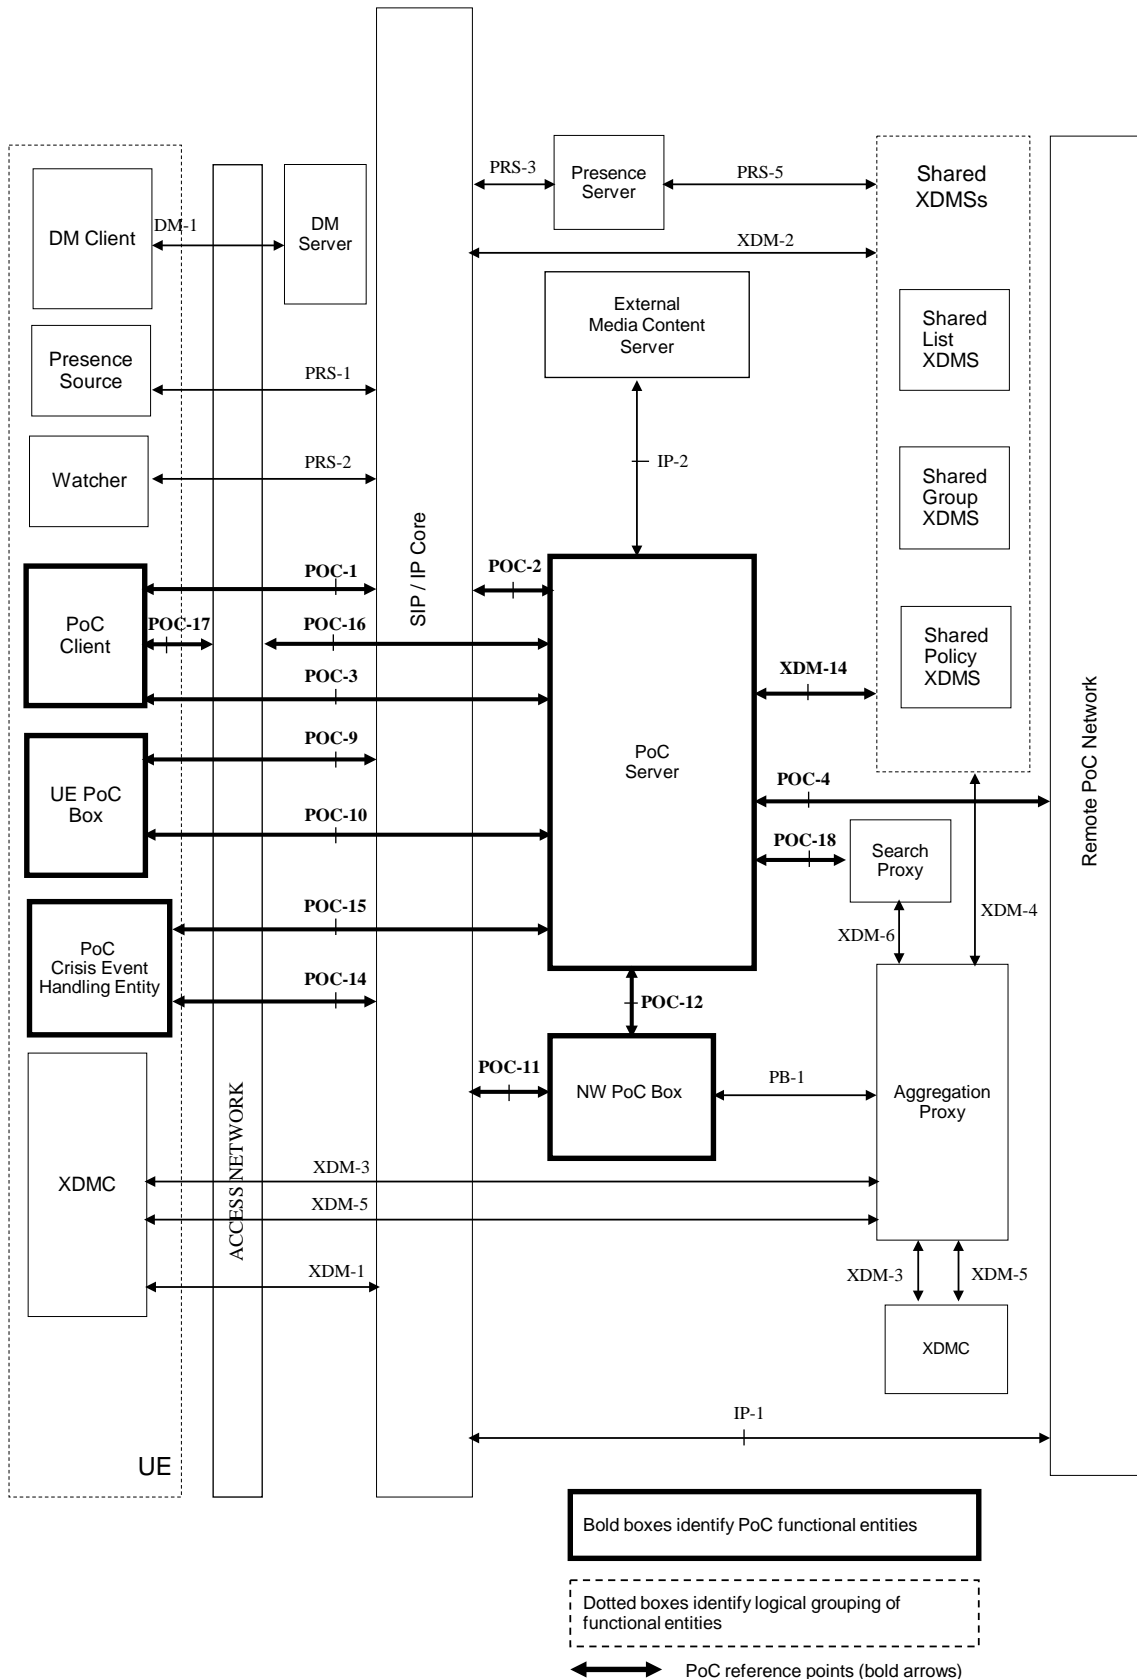 PRS-3
Presence
Server
PRS-5
Shared
XDMSs
DM Client
DM-1
DM
Server
XDM-2
External
Media Content
Server
Shared
List
XDMS
Presence
Source
PRS-1
Watcher
PRS-2
IP-2
Shared
Group
XDMS
SIP / IP Core
POC-1
POC-2
PoC
Client
POC-17
POC-16
POC-3
Shared
Policy
XDMS
XDM-14
PoC
Server
POC-9
UE PoC
Box
POC-10
POC-4
Remote PoC Network
POC-18
Search
Proxy
XDM-4
XDM-6
POC-15
PoC
Crisis Event
Handling Entity
POC-14
POC-12
POC-11
NW PoC Box
PB-1
Aggregation
Proxy
ACCESS NETWORK
XDMC
XDM-3
XDM-5
XDM-1
XDM-3
XDM-5
XDMC
IP-1
UE
Bold boxes identify PoC functional entities
Dotted boxes identify logical grouping of
functional entities
PoC reference points (bold arrows)